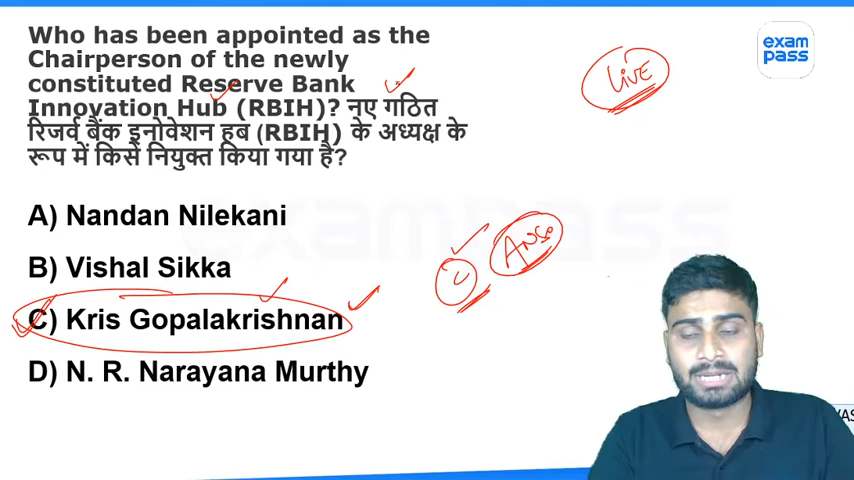 Who has been appointed as the
Chairperson of the newly
constituted Reserve Bank
Innovation Hub (RBIH)? नए गठित
रिजर्व बैंक इनोवेशन हब (RBIH) के अध्यक्ष के
रूप में किसे नियुक्त किया गया है?
LiVE
exam
pass
A) Nandan Nilekani
B) Vishal Sikka
C) Kris Gopalakrishnan
D) N. R. Narayana Murthy
C
Ans.
exampass